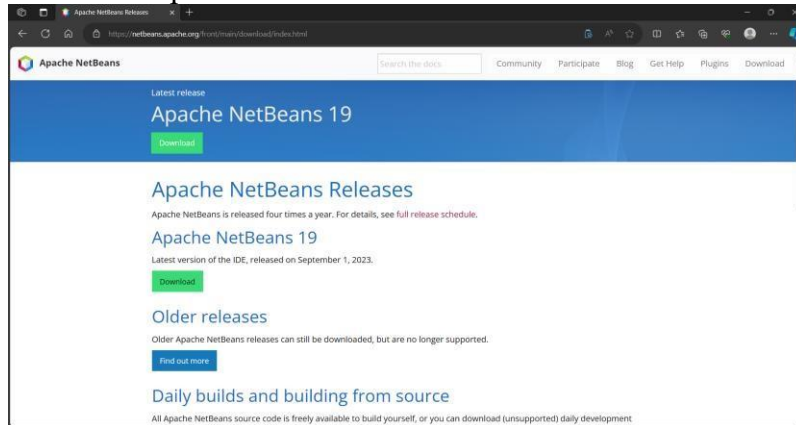 Apache NetBeans Releases
https://netbeans.apache.org/front/main/download/index.html
Apache NetBeans
Search the docs
Community Participate Blog Get Help Plugins Download
Latest release
Apache NetBeans 19
Download
Apache NetBeans Releases
Apache NetBeans is released four times a year. For details, see full release schedule.
Apache NetBeans 19
Latest version of the IDE, released on September 1, 2023.
Download
Older releases
Older Apache NetBeans releases can still be downloaded, but are no longer supported.
Find out more
Daily builds and building from source
All Apache NetBeans source code is freely available to build yourself, or you can download (unsupported) daily development